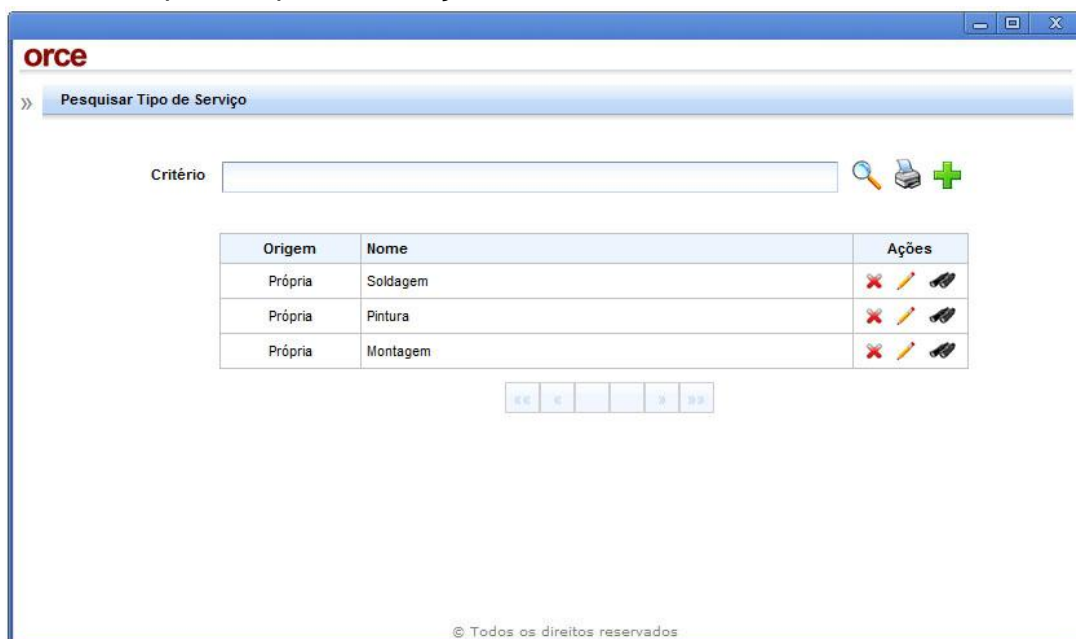 orce
» Pesquisar Tipo de Serviço
Critério
Origem Nome Ações
Própria Soldagem
Própria Pintura
Própria Montagem
«« « » »»
© Todos os direitos reservados